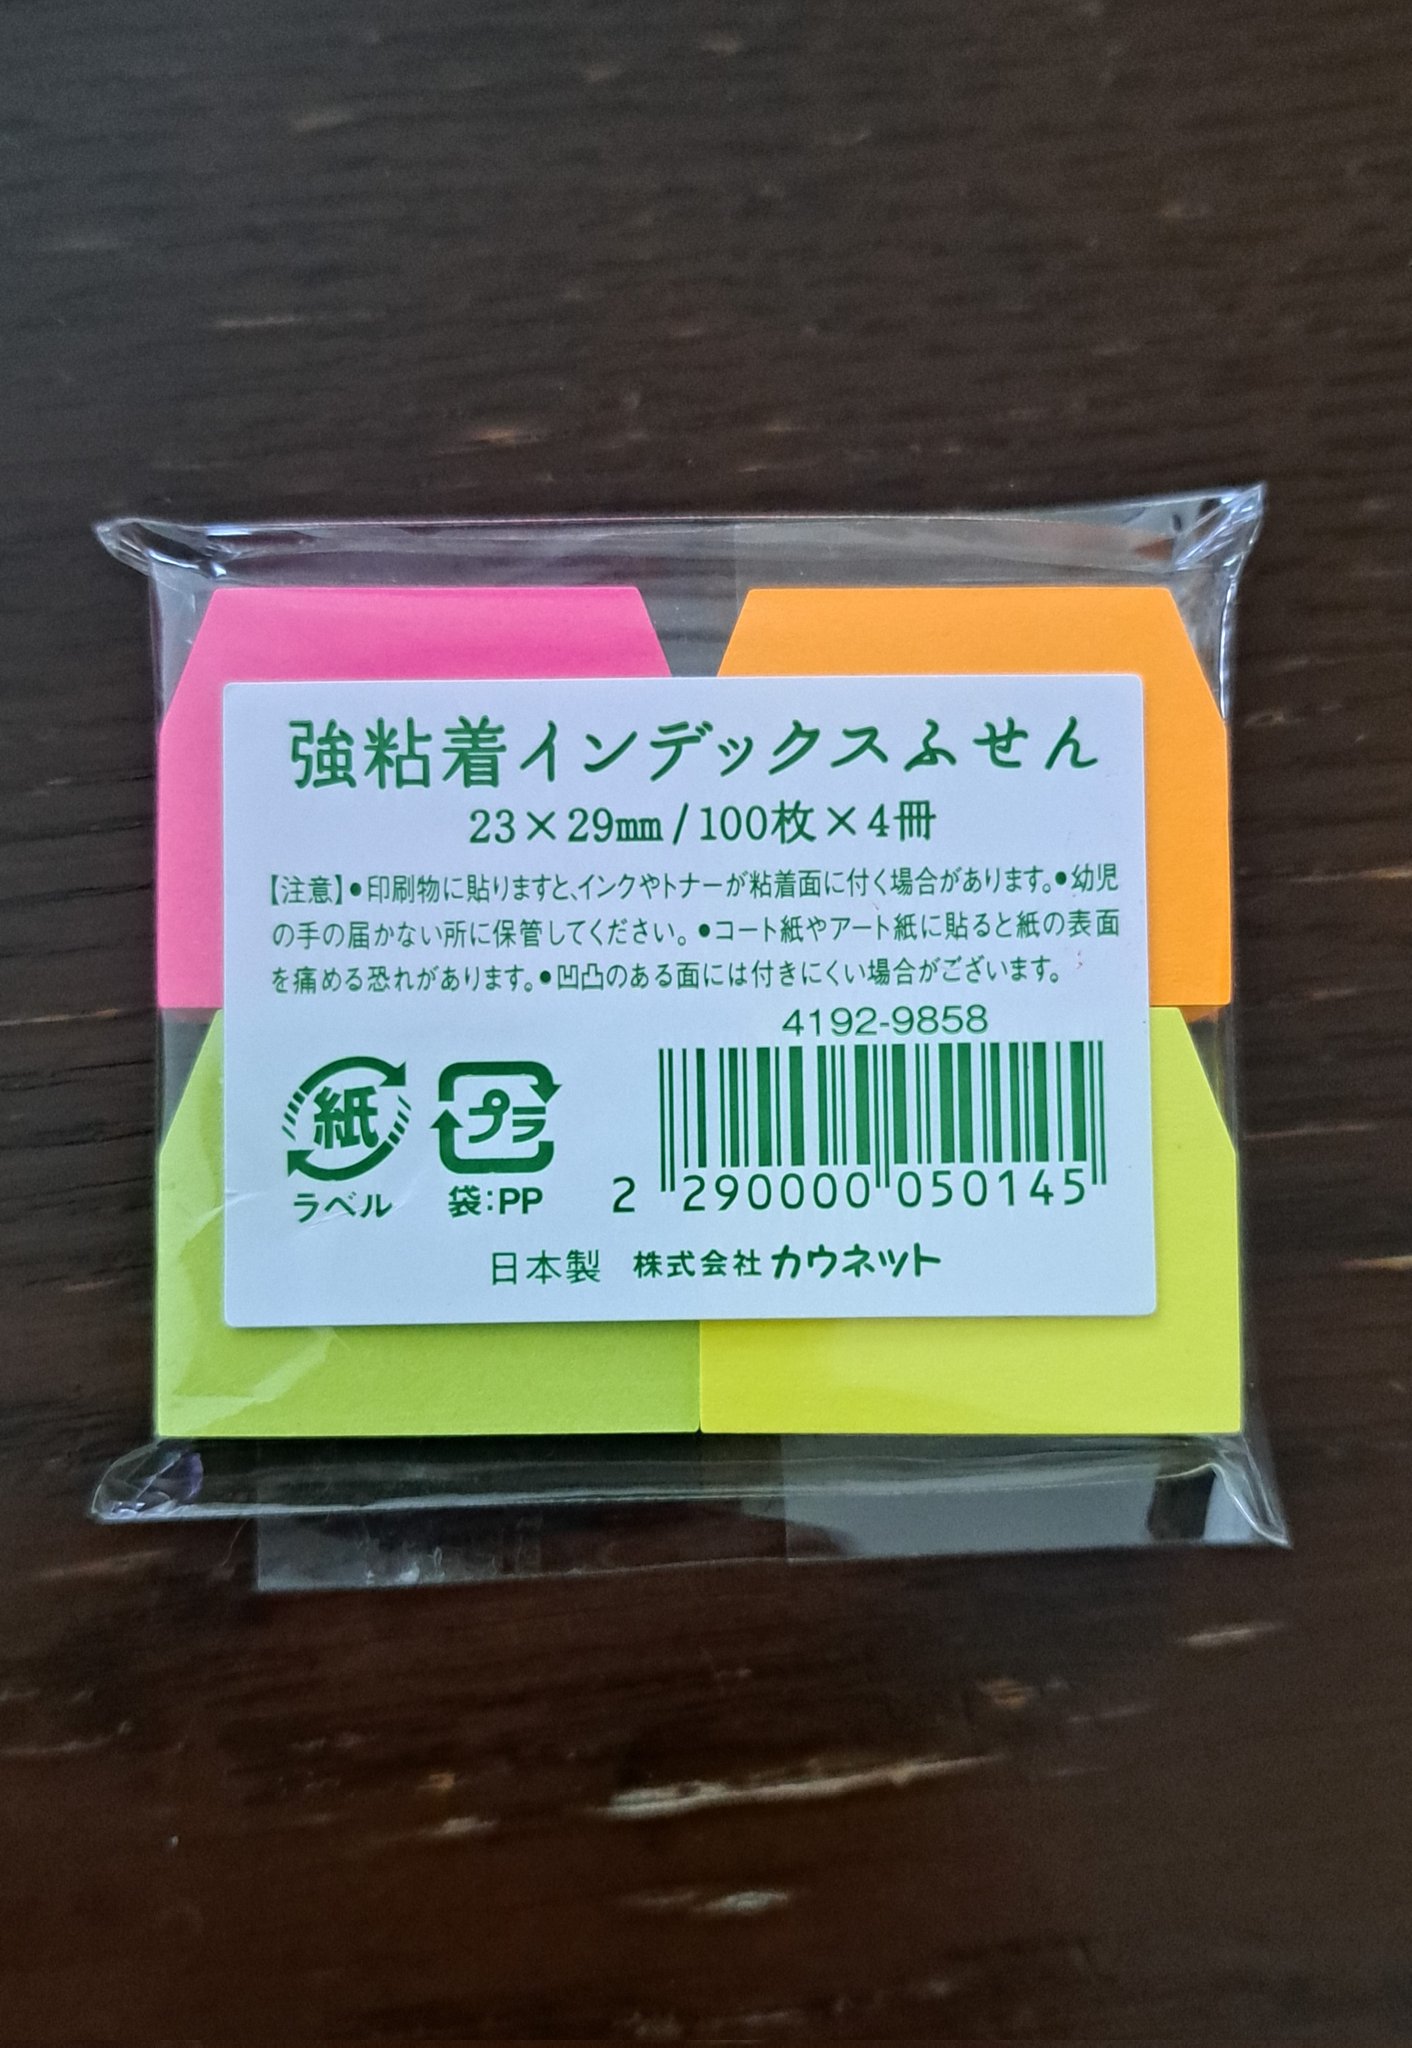 強粘着インデックスふせん
23×29mm/100枚×4冊
【注意】●印刷物に貼りますと、インクやトナーが粘着面に付く場合があります。●幼児
の手の届かない所に保管してください。●コート紙やアート紙に貼ると紙の表面
を痛める恐れがあります。●凹凸のある面には付きにくい場合がございます。
4192-9858
紙
プラ
ラベル
袋:PP
2 290000 050145
日本製 株式会社カウネット